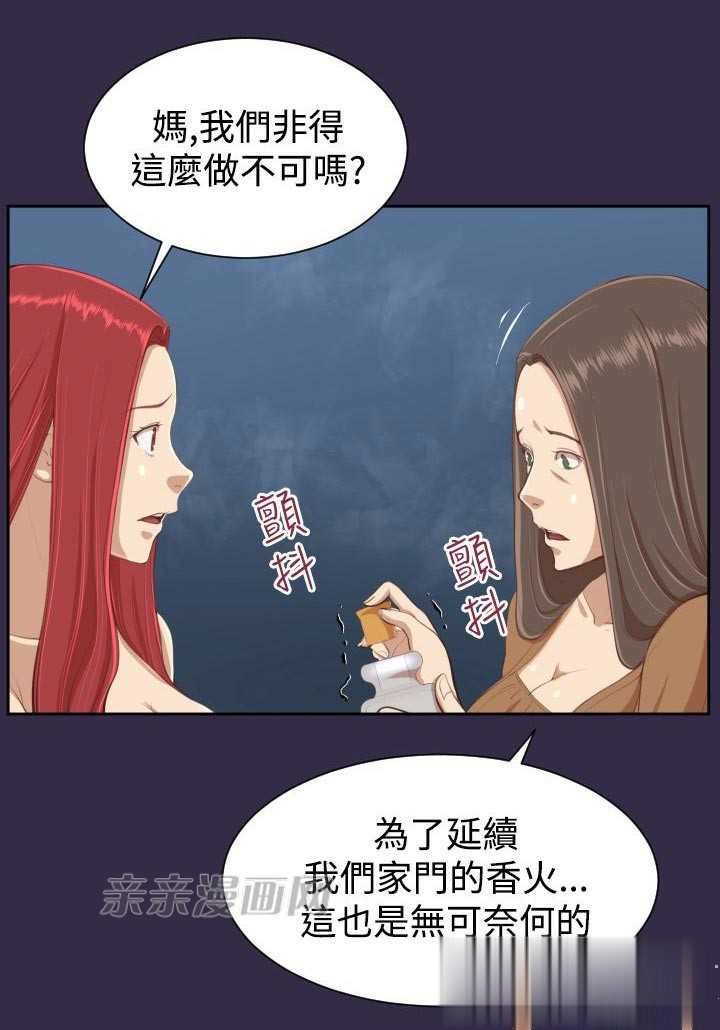 媽,我們非得
這麼做不可嗎?
顫抖
顫抖
為了延續
我們家門的香火...
這也是無可奈何的
亲亲漫画网